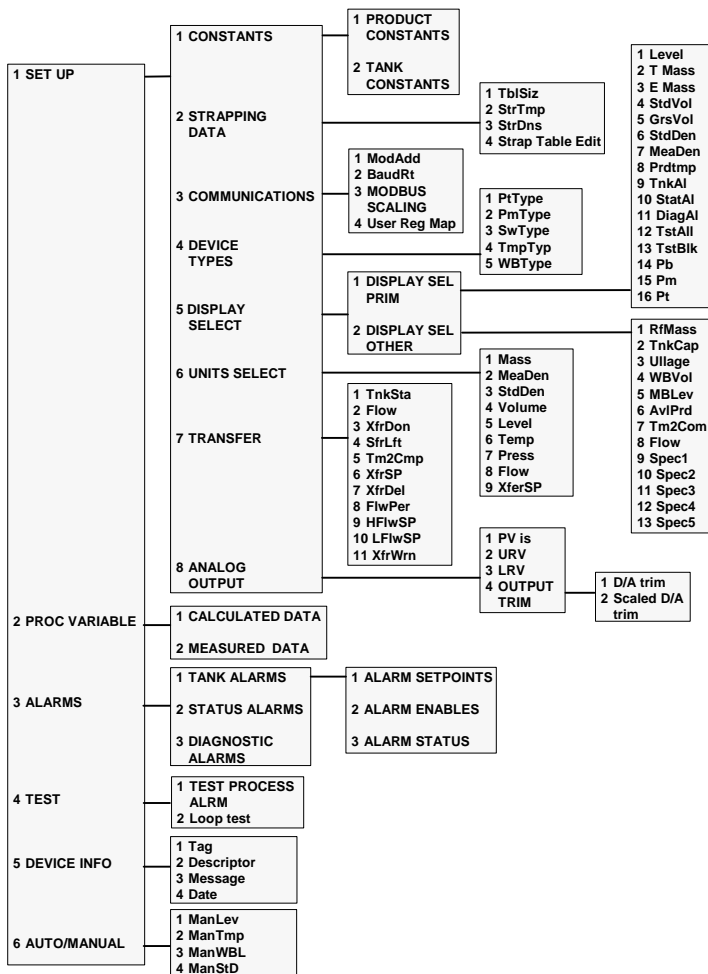 1 SET UP
2 PROC VARIABLE
3 ALARMS
4 TEST
5 DEVICE INFO
6 AUTO/MANUAL
1 CONSTANTS
2 STRAPPING
DATA
3 COMMUNICATIONS
4 DEVICE
TYPES
5 DISPLAY
SELECT
6 UNITS SELECT
7 TRANSFER
8 ANALOG
OUTPUT
1 PRODUCT
CONSTANTS
2 TANK
CONSTANTS
1 TblSiz
2 StrTmp
3 StrDns
4 Strap Table Edit
1 ModAdd
2 BaudRt
3 MODBUS
SCALING
4 User Reg Map
1 PtType
2 PmType
3 SwType
4 TmpTyp
5 WBType
1 DISPLAY SEL
PRIM
2 DISPLAY SEL
OTHER
1 Level
2 T Mass
3 E Mass
4 StdVol
5 GrsVol
6 StdDen
7 MeaDen
8 Prdtmp
9 TnkAl
10 StatAl
11 DiagAl
12 TstAll
13 TstBlk
14 Pb
15 Pm
16 Pt
1 RfMass
2 TnkCap
3 Ullage
4 WBVol
5 MBLev
6 AvlPrd
7 Tm2Com
8 Flow
9 Spec1
10 Spec2
11 Spec3
12 Spec4
13 Spec5
1 Mass
2 MeaDen
3 StdDen
4 Volume
5 Level
6 Temp
7 Press
8 Flow
9 XferSP
1 TnkSta
2 Flow
3 XfrDon
4 SfrLft
5 Tm2Cmp
6 XfrSP
7 XfrDel
8 FlwPer
9 HFlwSP
10 LFlwSP
11 XfrWrn
1 PV is
2 URV
3 LRV
4 OUTPUT
TRIM
1 D/A trim
2 Scaled D/A
trim
1 CALCULATED DATA
2 MEASURED DATA
1 TANK ALARMS
2 STATUS ALARMS
3 DIAGNOSTIC
ALARMS
1 ALARM SETPOINTS
2 ALARM ENABLES
3 ALARM STATUS
1 TEST PROCESS
ALRM
2 Loop test
1 Tag
2 Descriptor
3 Message
4 Date
1 ManLev
2 ManTmp
3 ManWBL
4 ManStD